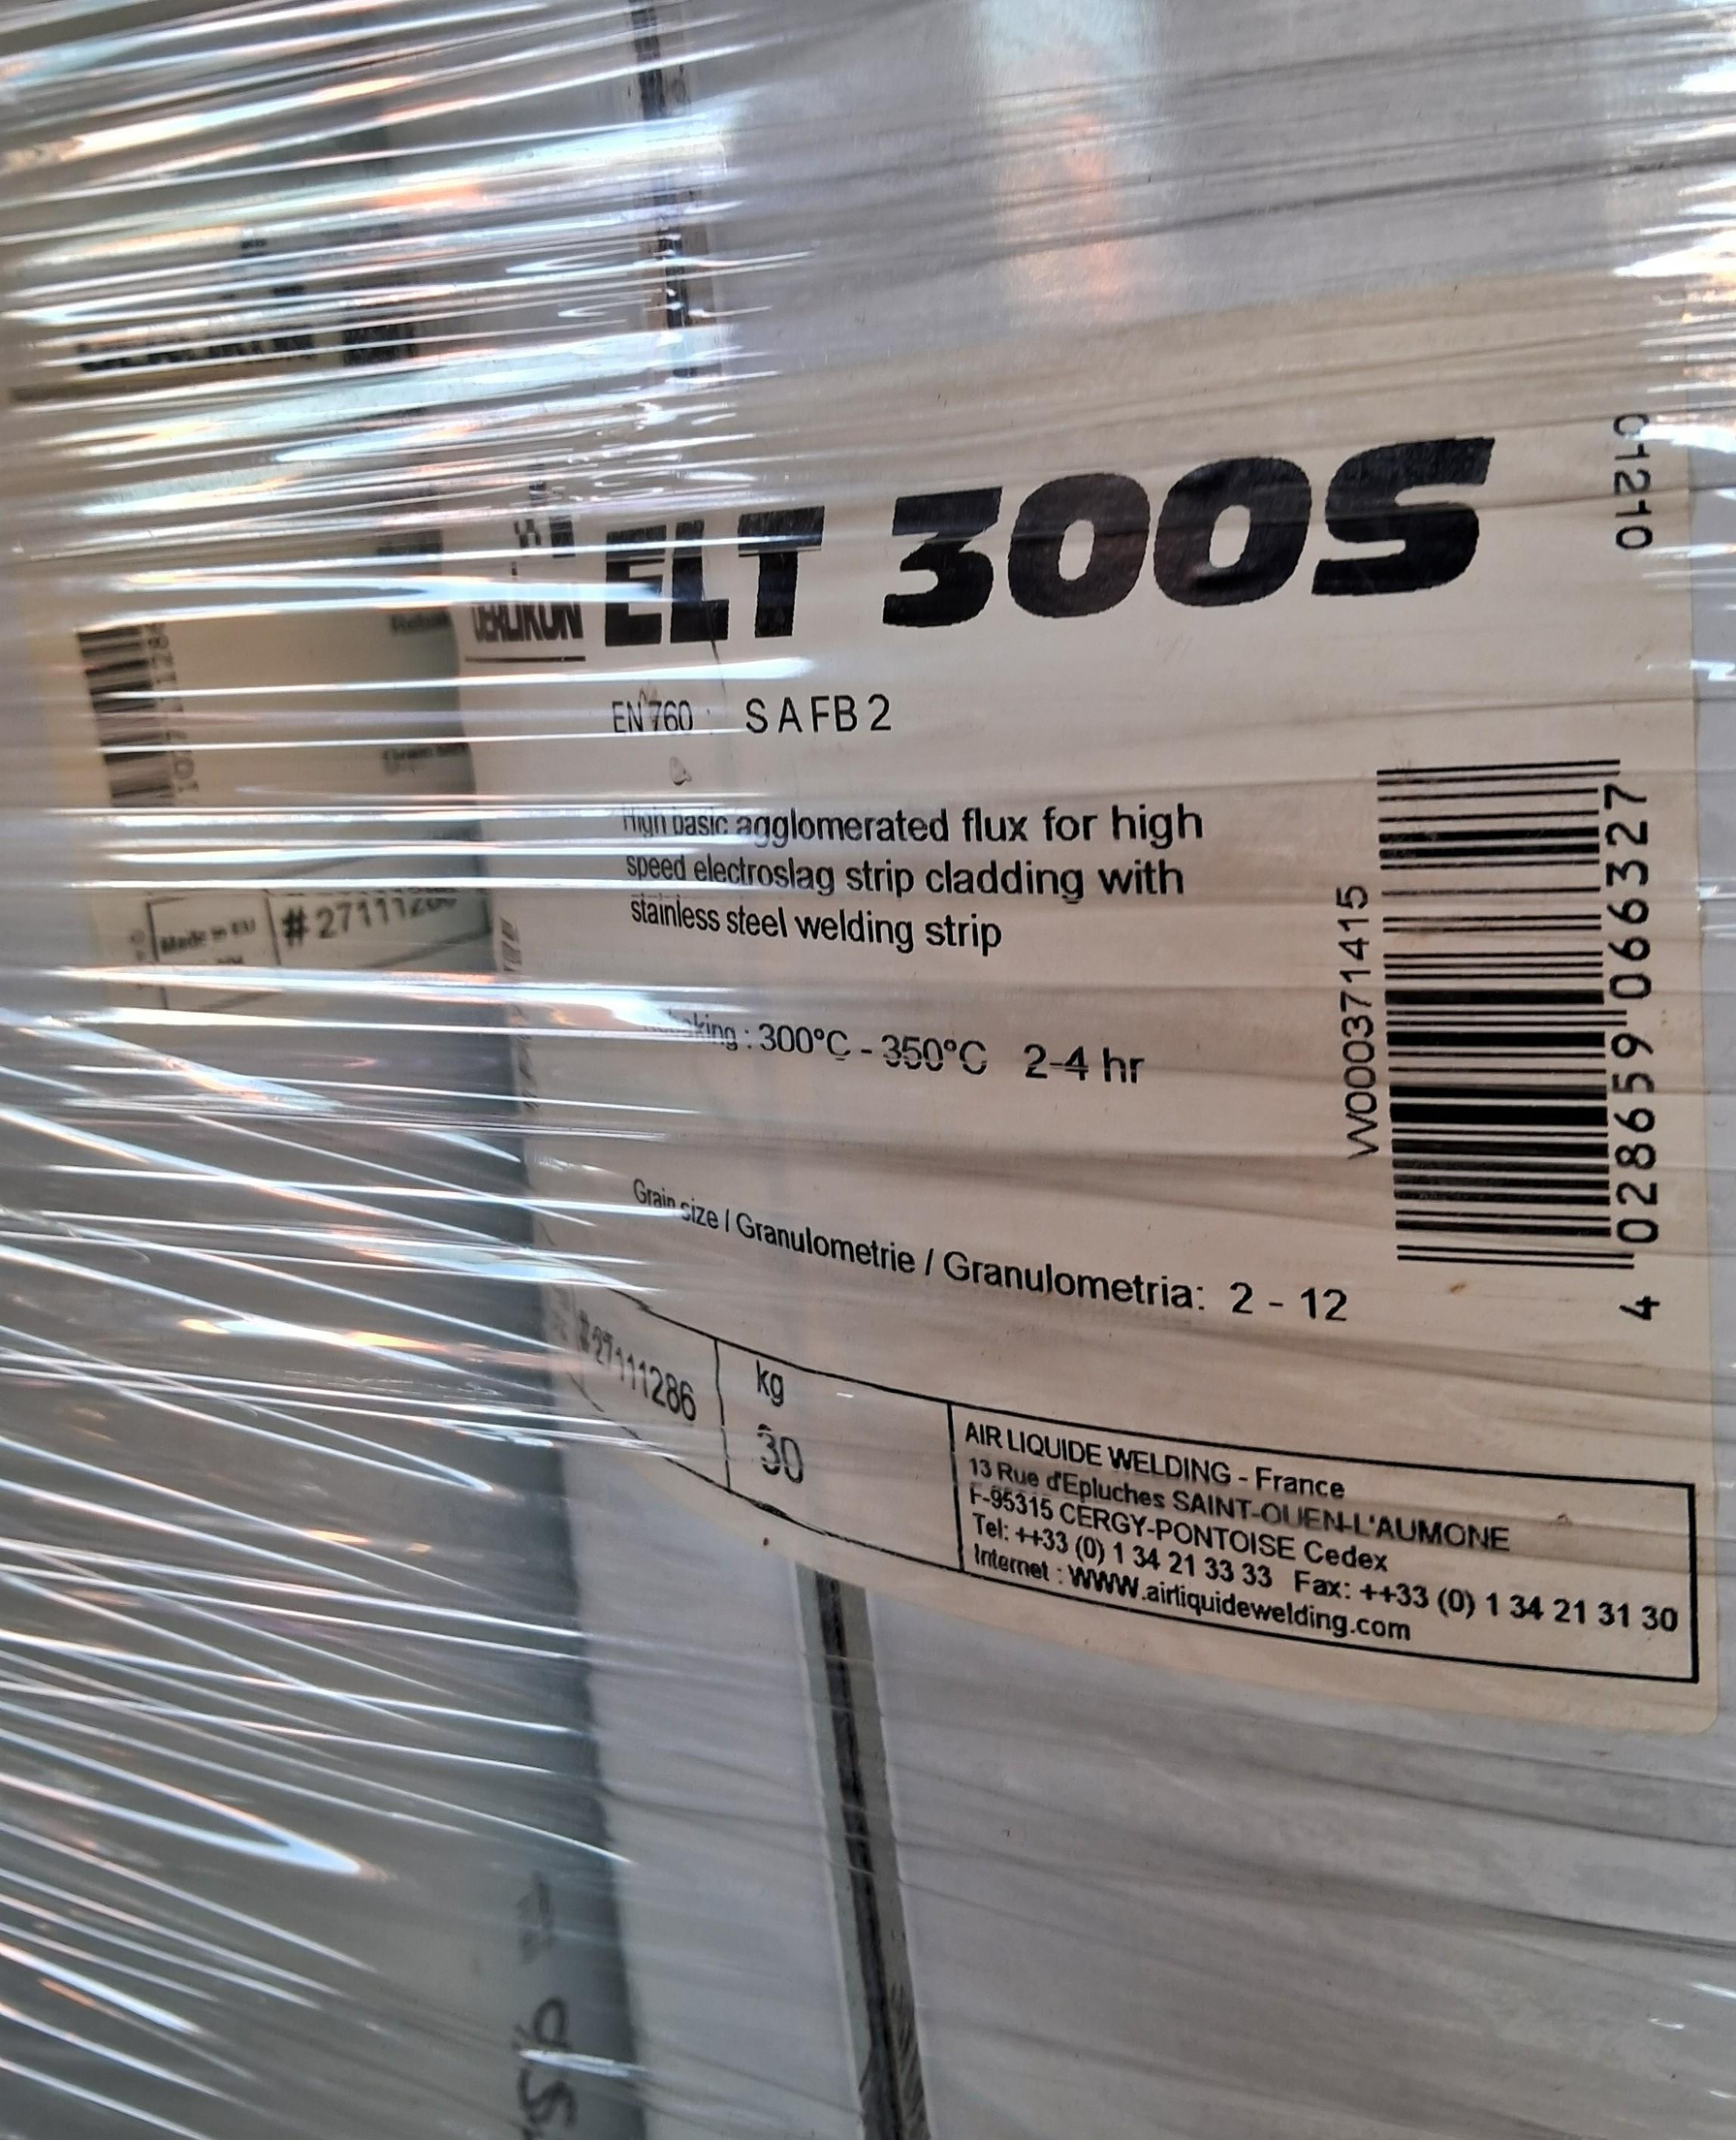 OERLIKON ELT 300S
01210
EN 760 : S A FB 2
High basic agglomerated flux for high
speed electroslag strip cladding with
stainless steel welding strip
: 300°C - 350°C 2-4 hr
Grain size / Granulometrie / Granulometria: 2 - 12
W000371415
4 028659 066327
#27111286
kg
30
AIR LIQUIDE WELDING - France
13 Rue d'Epluches SAINT-OUEN-L'AUMONE
F-95315 CERGY-PONTOISE Cedex
Tel: ++33 (0) 1 34 21 33 33 Fax: ++33 (0) 1 34 21 31 30
Internet : WWW.airliquidewelding.com
Made in EU